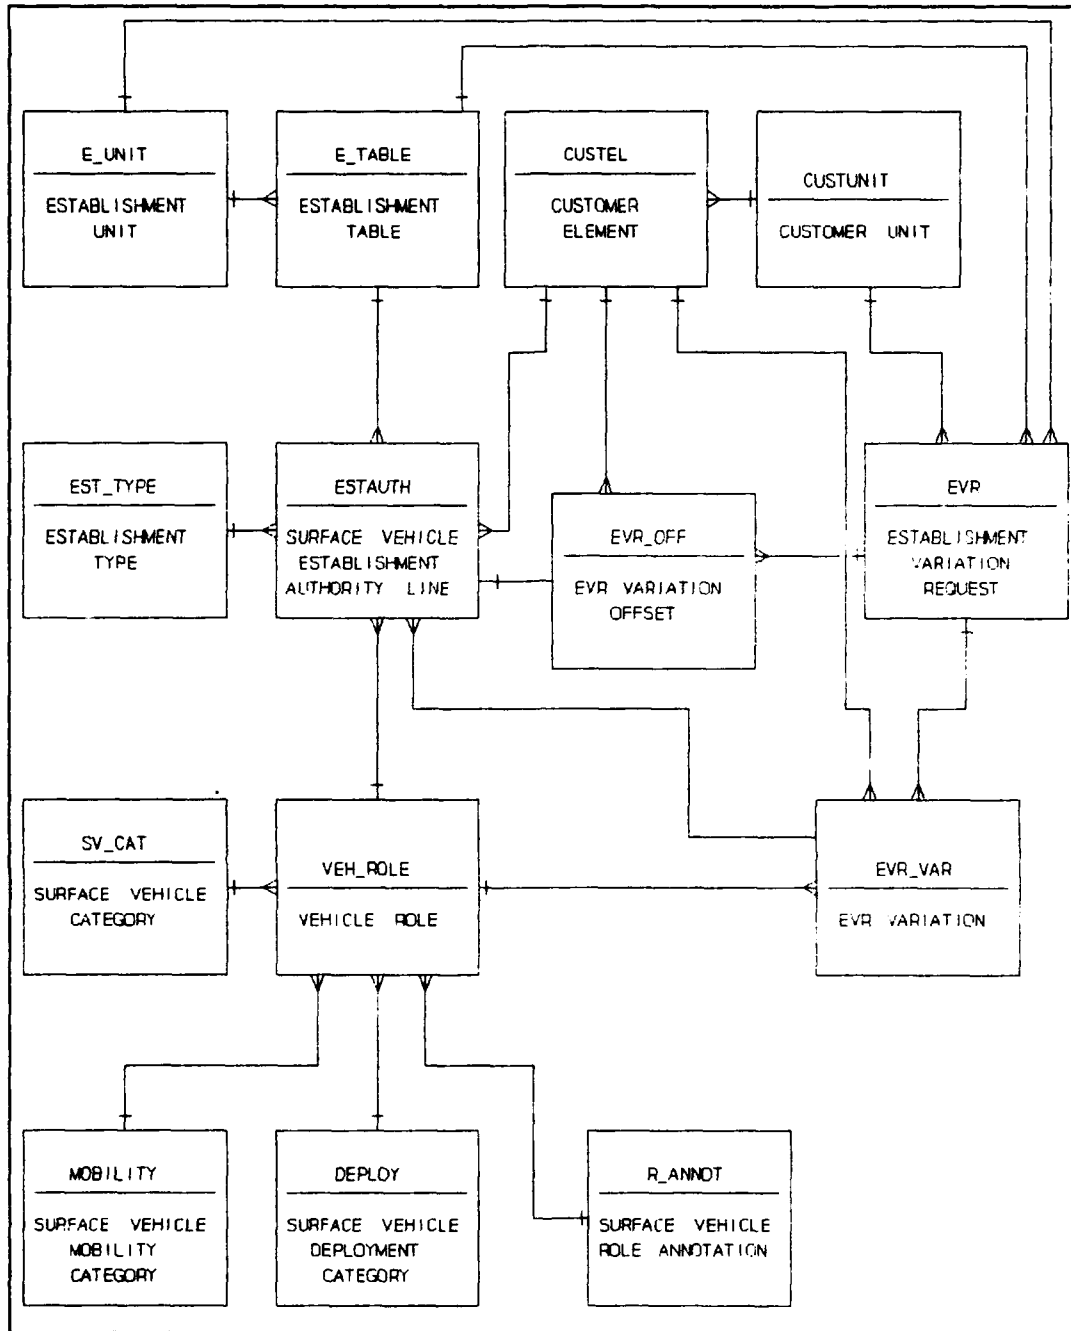 E_UNIT
ESTABLISHMENT
UNIT
E_TABLE
ESTABLISHMENT
TABLE
CUSTEL
CUSTOMER
ELEMENT
CUSTUNIT
CUSTOMER UNIT
EST_TYPE
ESTABLISHMENT
TYPE
ESTAUTH
SURFACE VEHICLE
ESTABLISHMENT
AUTHORITY LINE
EVR_OFF
EVR VARIATION
OFFSET
EVR
ESTABLISHMENT
VARIATION
REQUEST
SV_CAT
SURFACE VEHICLE
CATEGORY
VEH_ROLE
VEHICLE ROLE
EVR_VAR
EVR VARIATION
MOBILITY
SURFACE VEHICLE
MOBILITY
CATEGORY
DEPLOY
SURFACE VEHICLE
DEPLOYMENT
CATEGORY
R_ANNOT
SURFACE VEHICLE
ROLE ANNOTATION